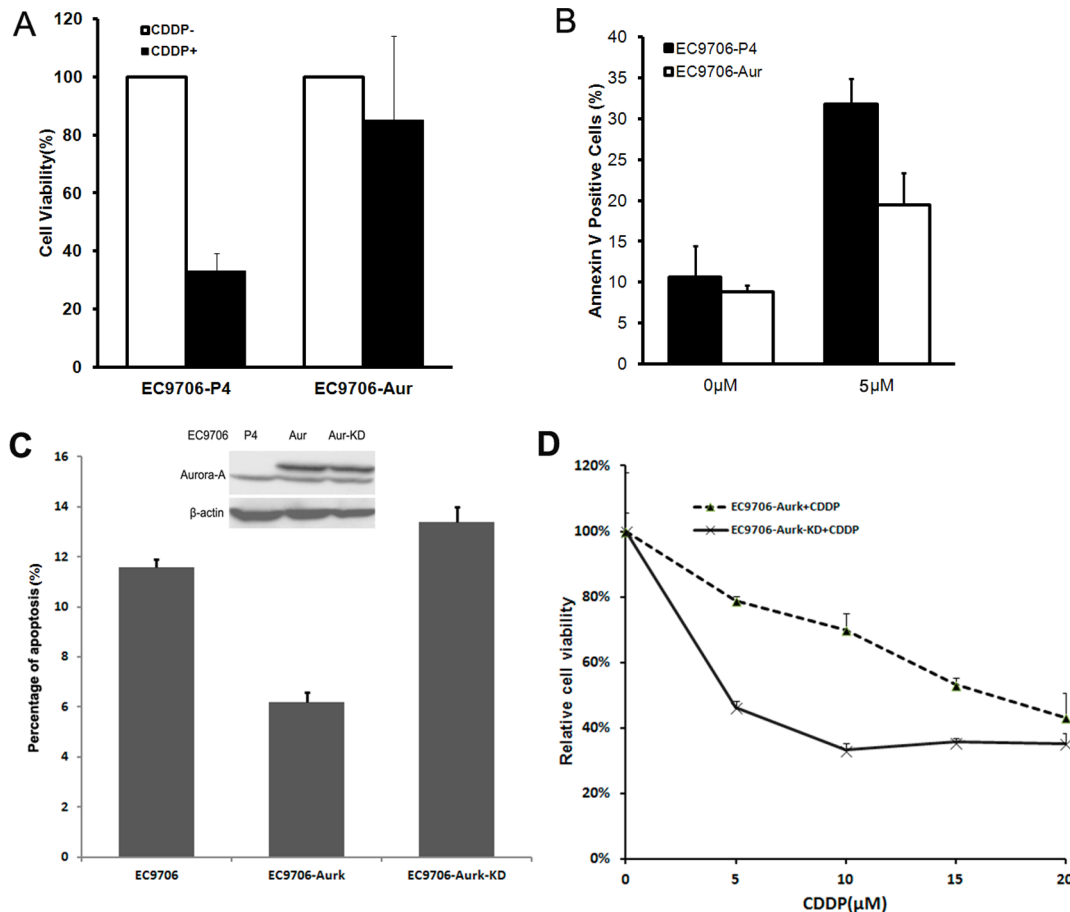 A
120
100
80
60
40
20
0
Cell Viability(%)
CDDP-
CDDP+
EC9706-P4 EC9706-Aur
B
40
35
30
25
20
15
10
5
0
Annexin V Positive Cells (%)
EC9706-P4
EC9706-Aur
0µM 5µM
C
16
14
12
10
8
6
4
2
0
Percentage of apoptosis(%)
EC9706 P4 Aur Aur-KD
Aurora-A
β-actin
EC9706 EC9706-Aurk EC9706-Aurk-KD
D
120%
100%
80%
60%
40%
20%
0%
Relative cell viability
EC9706-Aurk+CDDP
EC9706-Aurk-KD+CDDP
0 5 10 15 20
CDDP(µM)